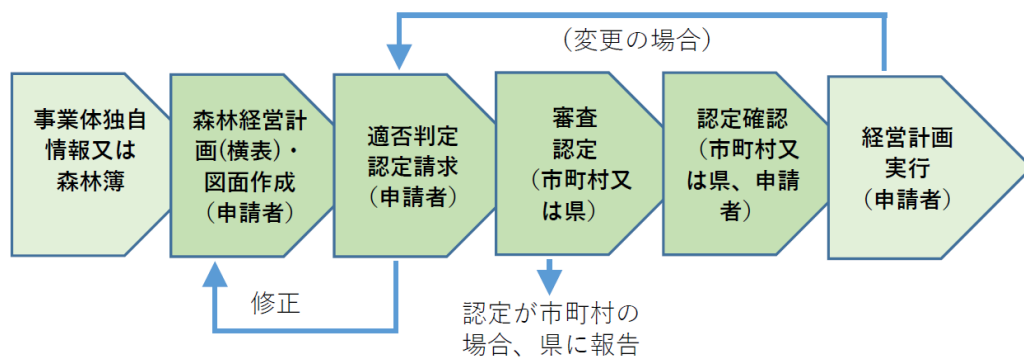 (変更の場合)
事業体独自
情報又は
森林簿
森林経営計
画(横表)・
図面作成
(申請者)
適否判定
認定請求
(申請者)
審査
認定
(市町村又
は県)
認定確認
(市町村又
は県、申請
者)
経営計画
実行
(申請者)
修正
認定が市町村の
場合、県に報告